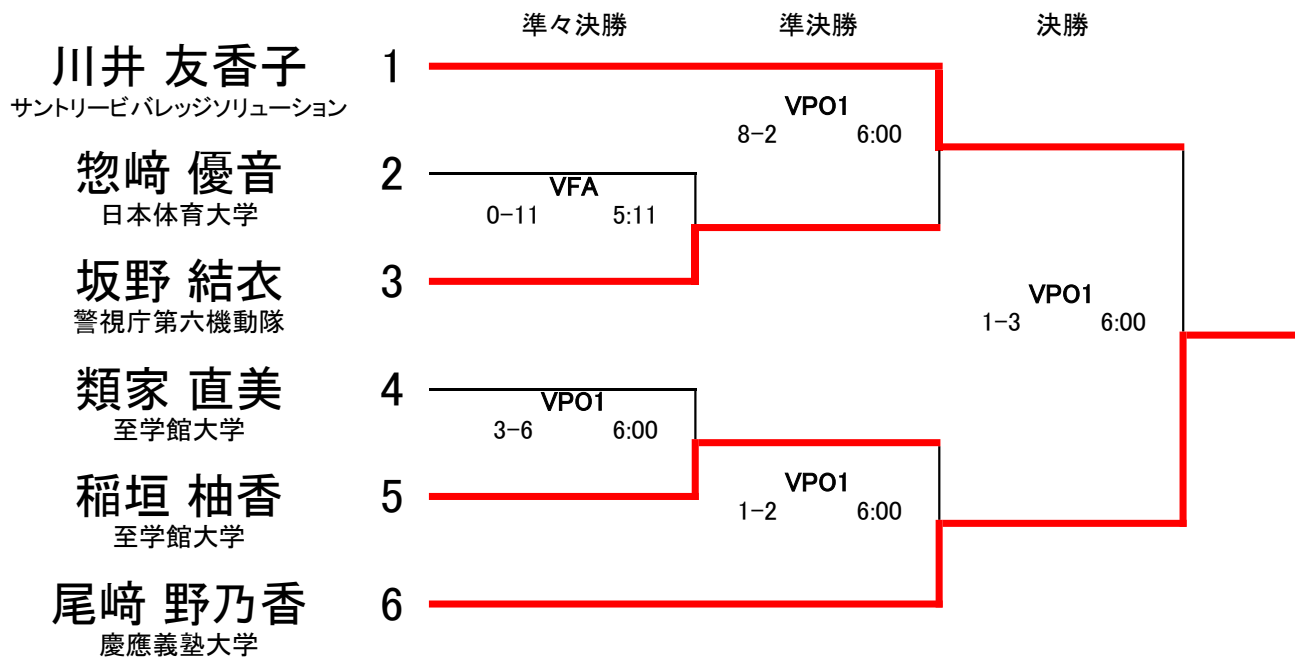 準々決勝 準決勝 決勝
川井 友香子 1
サントリービバレッジソリューション
VPO1
8-2 6:00
惣﨑 優音 2
日本体育大学
VFA
0-11 5:11
坂野 結衣 3
警視庁第六機動隊
VPO1
1-3 6:00
類家 直美 4
至学館大学
VPO1
3-6 6:00
稲垣 柚香 5
至学館大学
VPO1
1-2 6:00
尾﨑 野乃香 6
慶應義塾大学